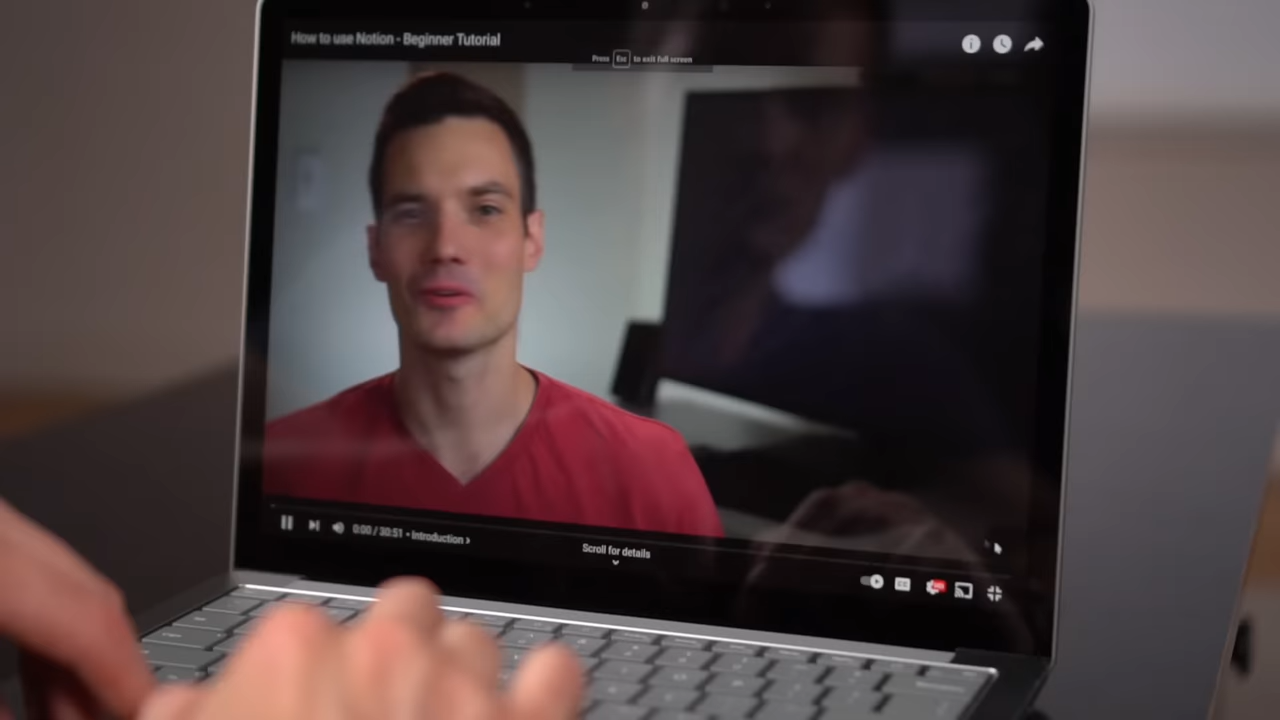 How to use Notion - Beginner Tutorial
Press Esc to exit full screen
0:00 / 30:51 • Introduction ›
Scroll for details
CC